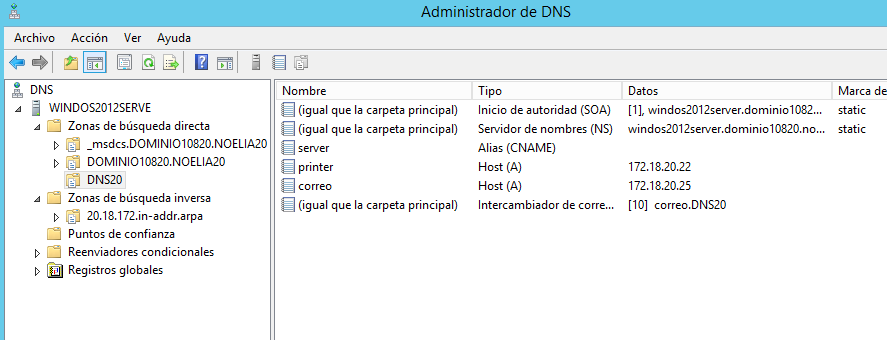 Administrador de DNS
Archivo Acción Ver Ayuda
DNS
WINDOS2012SERVE
Zonas de búsqueda directa
_msdcs.DOMINIO10820.NOELIA20
DOMINIO10820.NOELIA20
DNS20
Zonas de búsqueda inversa
20.18.172.in-addr.arpa
Puntos de confianza
Reenviadores condicionales
Registros globales
Nombre Tipo Datos Marca de
(igual que la carpeta principal) Inicio de autoridad (SOA) [1], windos2012server.dominio1082... static
(igual que la carpeta principal) Servidor de nombres (NS) windos2012server.dominio10820.no... static
server Alias (CNAME)
printer Host (A) 172.18.20.22
correo Host (A) 172.18.20.25
(igual que la carpeta principal) Intercambiador de corre... [10] correo.DNS20